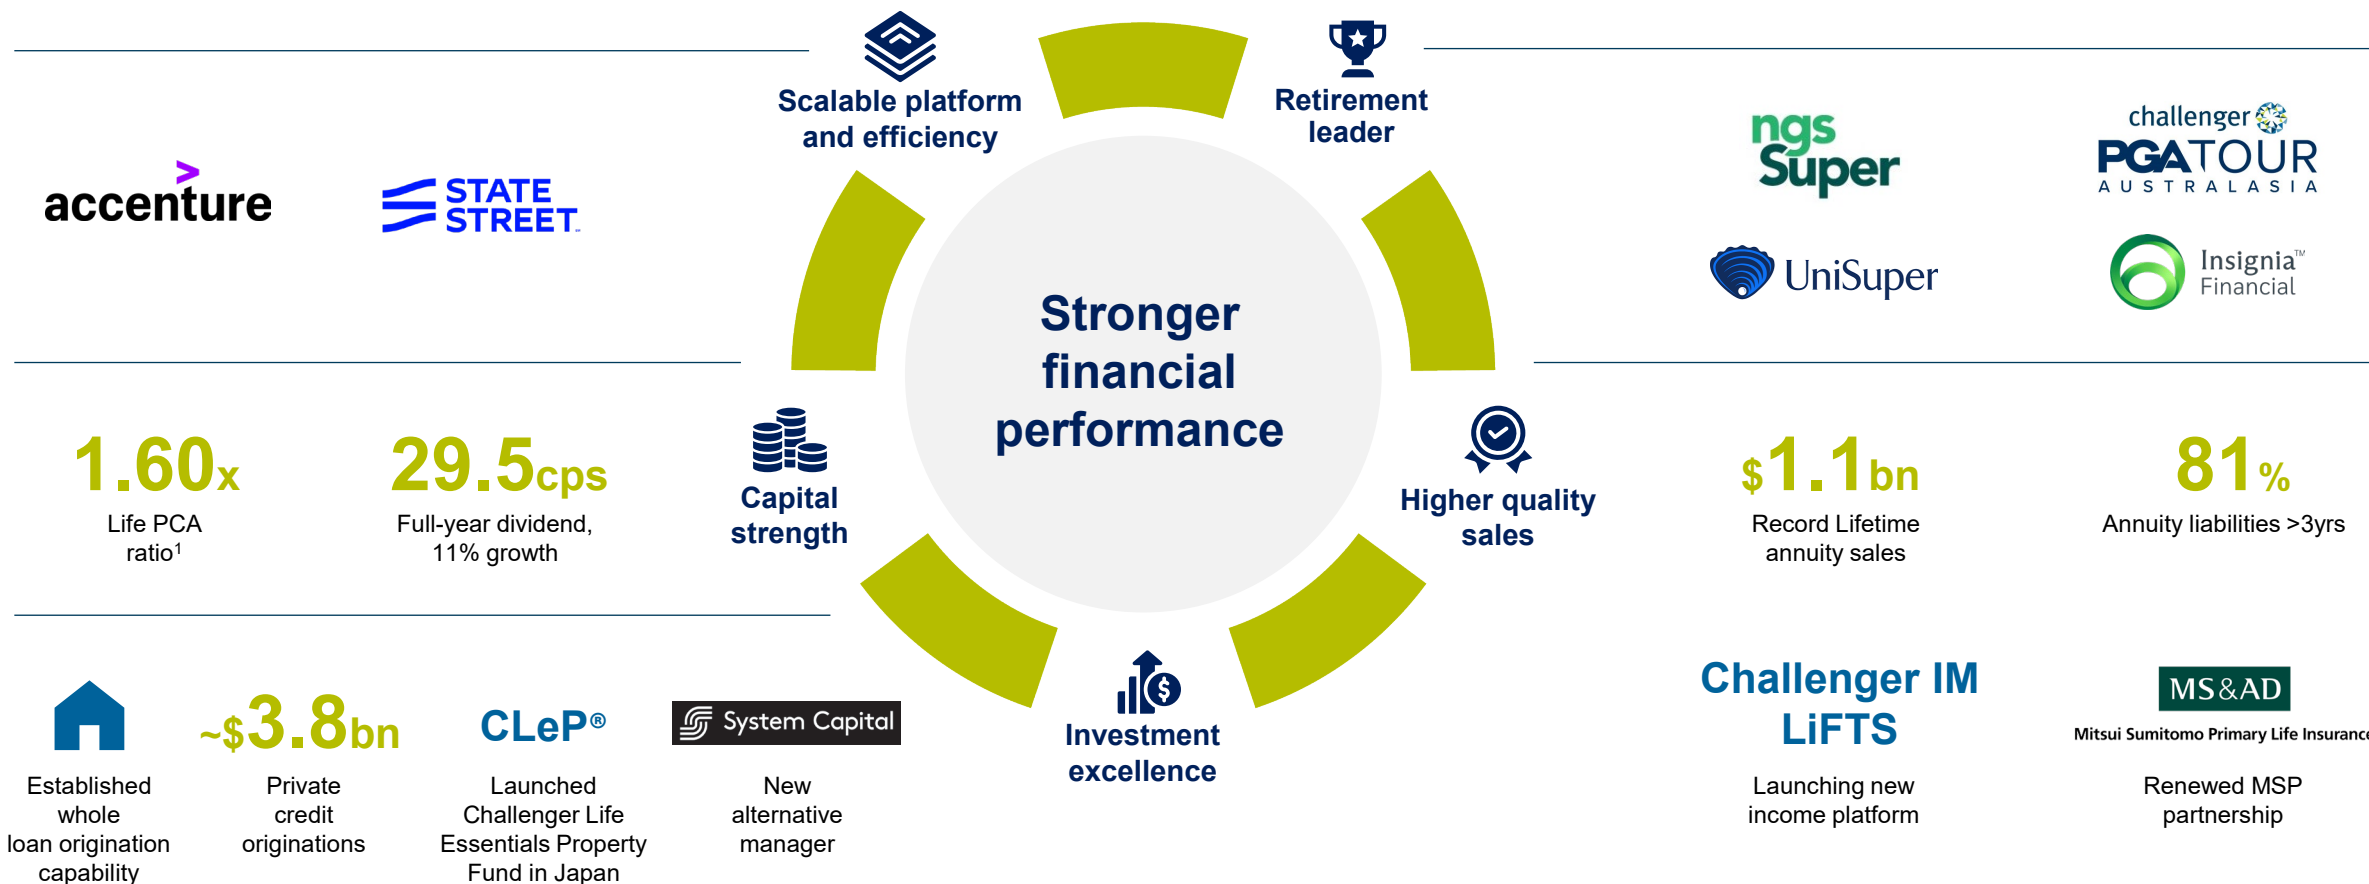 Scalable platform
and efficiency
accenture
STATE
STREET
Retirement
leader
ngs
Super
challenger
PGA TOUR
AUSTRALASIA
UniSuper
Insignia™
Financial
Stronger
financial
performance
1.60x
Life PCA
ratio¹
29.5cps
Full-year dividend,
11% growth
Capital
strength
Higher quality
sales
$1.1bn
Record Lifetime
annuity sales
81%
Annuity liabilities >3yrs
Established
whole
loan origination
capability
~$3.8bn
Private
credit
originations
CLeP®
Launched
Challenger Life
Essentials Property
Fund in Japan
System Capital
New
alternative
manager
Investment
excellence
Challenger IM
LiFTS
Launching new
income platform
MS&AD
Mitsui Sumitomo Primary Life Insurance
Renewed MSP
partnership